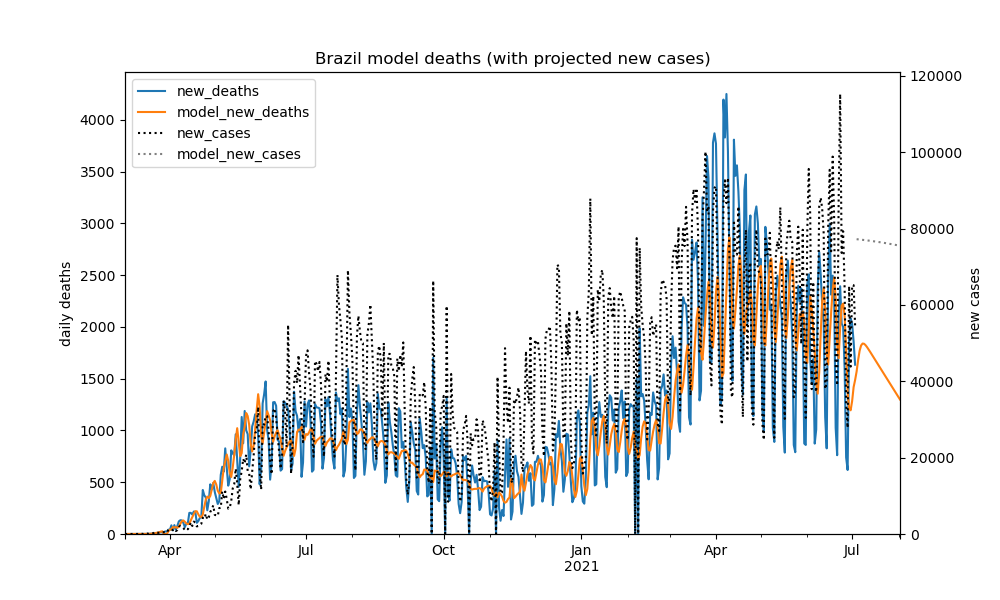 Brazil model deaths (with projected new cases)
new_deaths
model_new_deaths
new_cases
model_new_cases
daily deaths
4000
3500
3000
2500
2000
1500
1000
500
0
120000
100000
80000
60000
40000
20000
0
new cases
Apr
Jul
Oct
Jan
2021
Apr
Jul